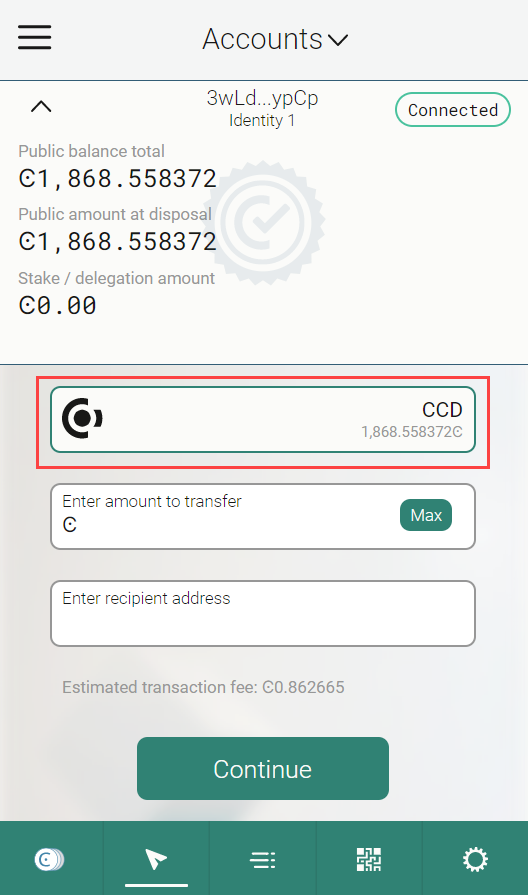 Accounts
3wLd...ypCp
Identity 1
Connected
Public balance total
Ͼ1,868.558372
Public amount at disposal
Ͼ1,868.558372
Stake / delegation amount
Ͼ0.00
CCD
1,868.558372Ͼ
Enter amount to transfer
Ͼ
Max
Enter recipient address
Estimated transaction fee: Ͼ0.862665
Continue